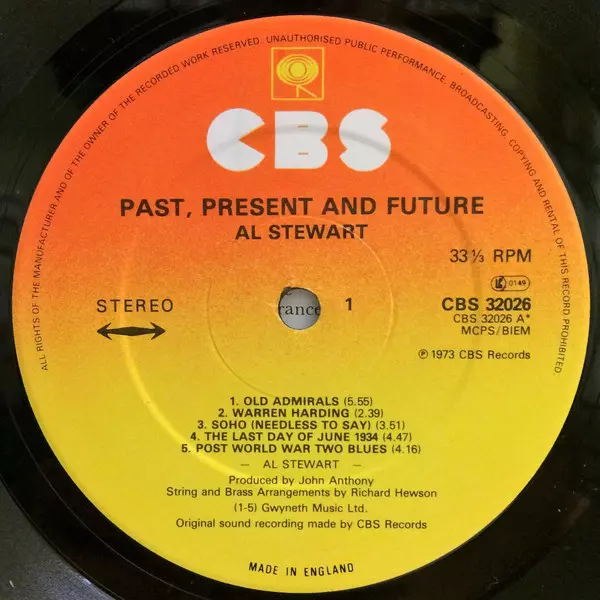 ALL RIGHTS OF THE MANUFACTURER AND OF THE OWNER OF THE RECORDED WORK RESERVED. UNAUTHORISED PUBLIC PERFORMANCE, BROADCASTING, COPYING AND RENTAL OF THIS RECORD PROHIBITED.
CBS
PAST, PRESENT AND FUTURE
AL STEWART
33⅓ RPM
LC 0149
STEREO
rance
1
CBS 32026
CBS 32026 A*
MCPS/BIEM
℗ 1973 CBS Records
1. OLD ADMIRALS (5.55)
2. WARREN HARDING (2.39)
3. SOHO (NEEDLESS TO SAY) (3.51)
4. THE LAST DAY OF JUNE 1934 (4.47)
5. POST WORLD WAR TWO BLUES (4.16)
— AL STEWART —
Produced by John Anthony
String and Brass Arrangements by Richard Hewson
(1-5) Gwyneth Music Ltd.
Original sound recording made by CBS Records
MADE IN ENGLAND